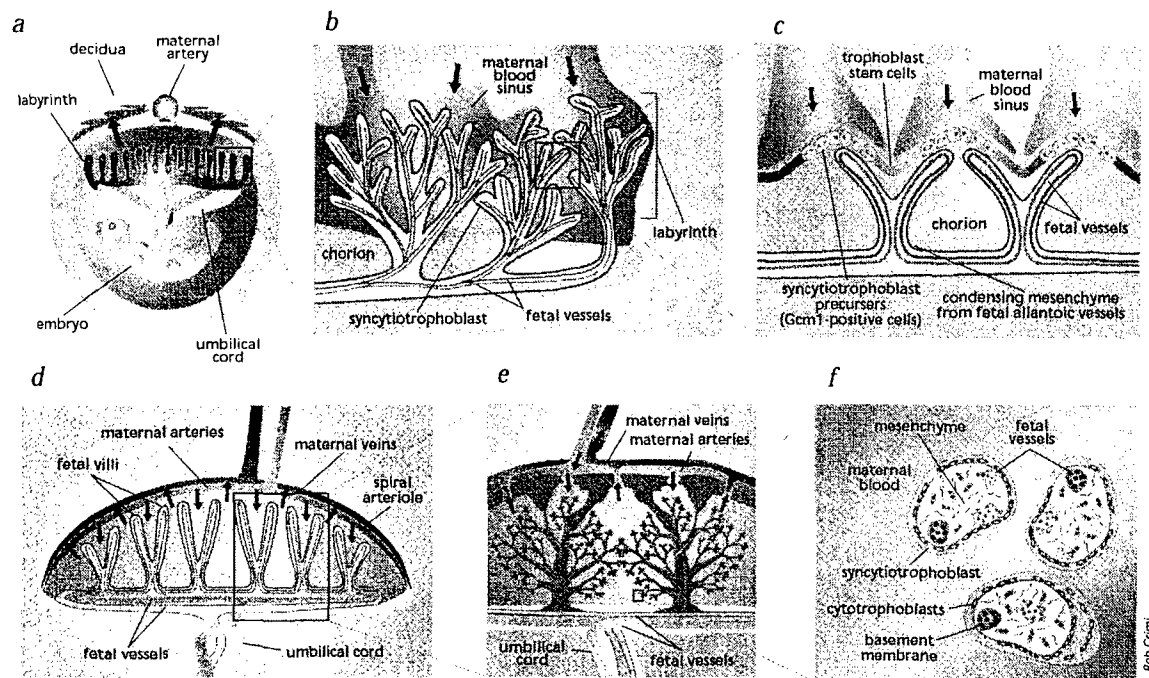 a
decidua
maternal
artery
labyrinth
embryo
umbilical
cord
b
maternal
blood
sinus
chorion
labyrinth
syncytiotrophoblast
fetal vessels
c
trophoblast
stem cells
maternal
blood
sinus
chorion
fetal vessels
syncytiotrophoblast
precursers
(Gcm1-positive cells)
condensing mesenchyme
from fetal allantoic vessels
d
maternal arteries
maternal veins
fetal villi
spiral
arteriole
fetal vessels
umbilical cord
e
maternal veins
maternal arteries
umbilical
cord
fetal vessels
f
mesenchyme
fetal
vessels
maternal
blood
syncytiotrophoblast
cytotrophoblasts
basement
membrane
Bob Crimi